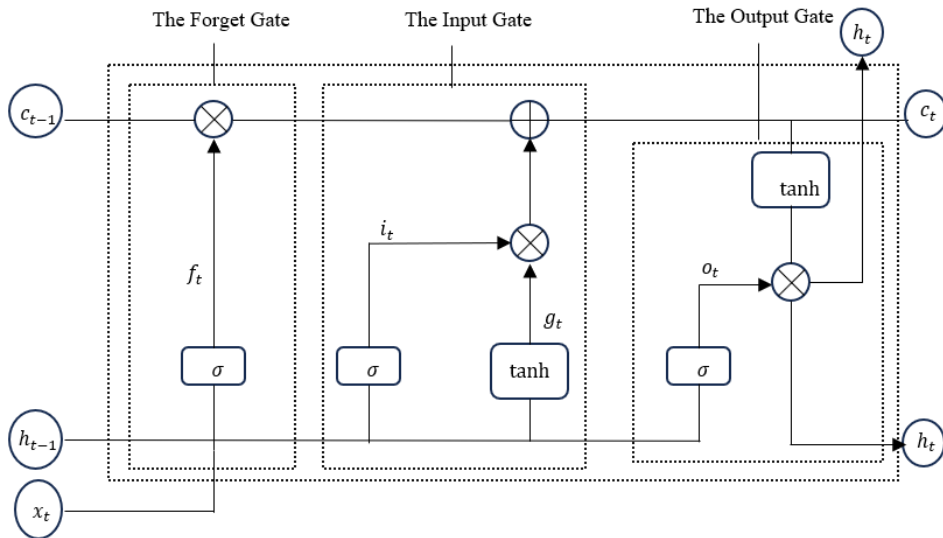 The Forget Gate
The Input Gate
The Output Gate
h_t
c_{t−1}
c_t
tanh
i_t
f_t
o_t
g_t
σ
σ
tanh
σ
h_{t−1}
h_t
x_t